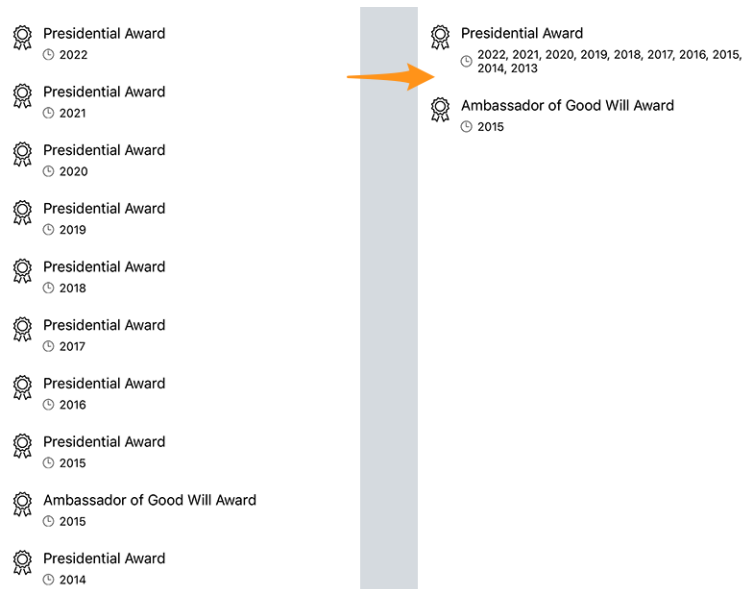 Presidential Award
2022
Presidential Award
2021
Presidential Award
2020
Presidential Award
2019
Presidential Award
2018
Presidential Award
2017
Presidential Award
2016
Presidential Award
2015
Ambassador of Good Will Award
2015
Presidential Award
2014
Presidential Award
2022, 2021, 2020, 2019, 2018, 2017, 2016, 2015,
2014, 2013
Ambassador of Good Will Award
2015